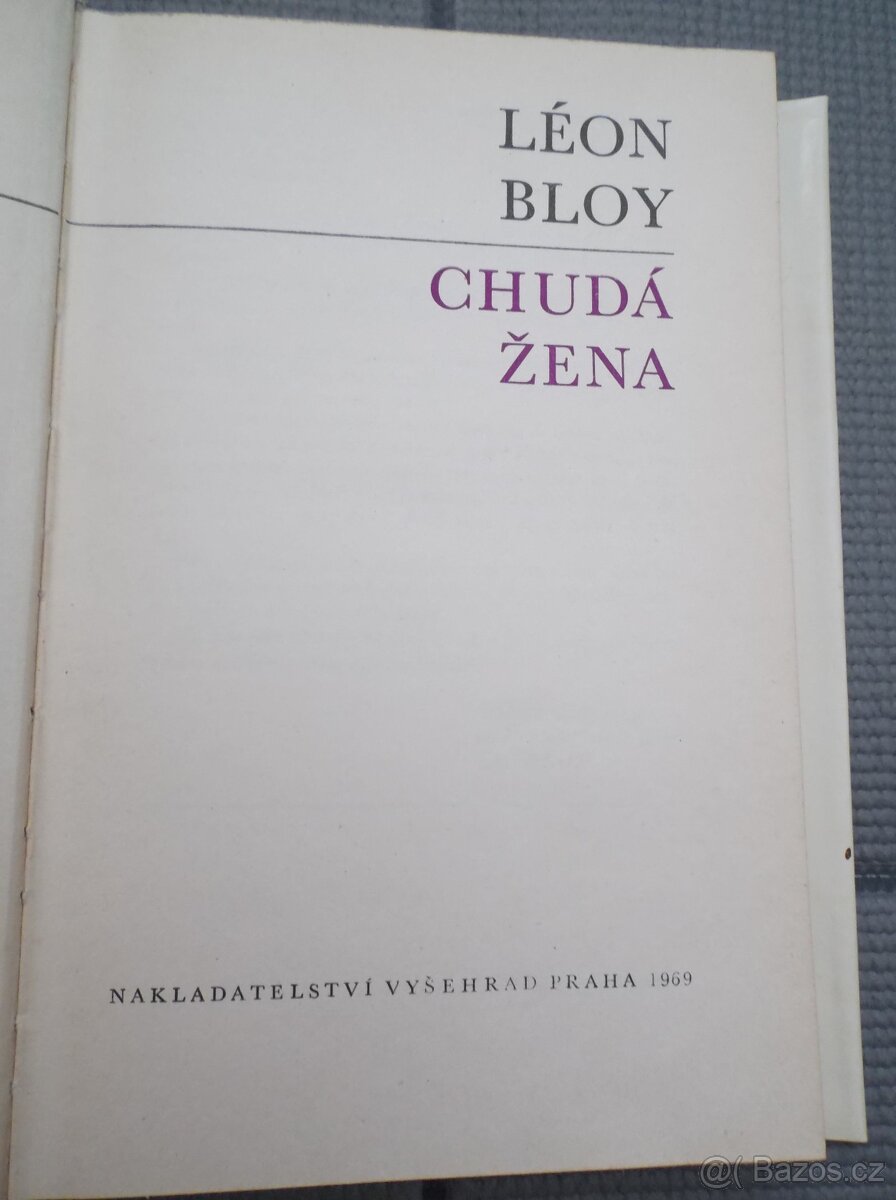 LÉON
BLOY
CHUDÁ
ŽENA
NAKLADATELSTVÍ VYŠEHRAD PRAHA 1969
@( Bazos.cz